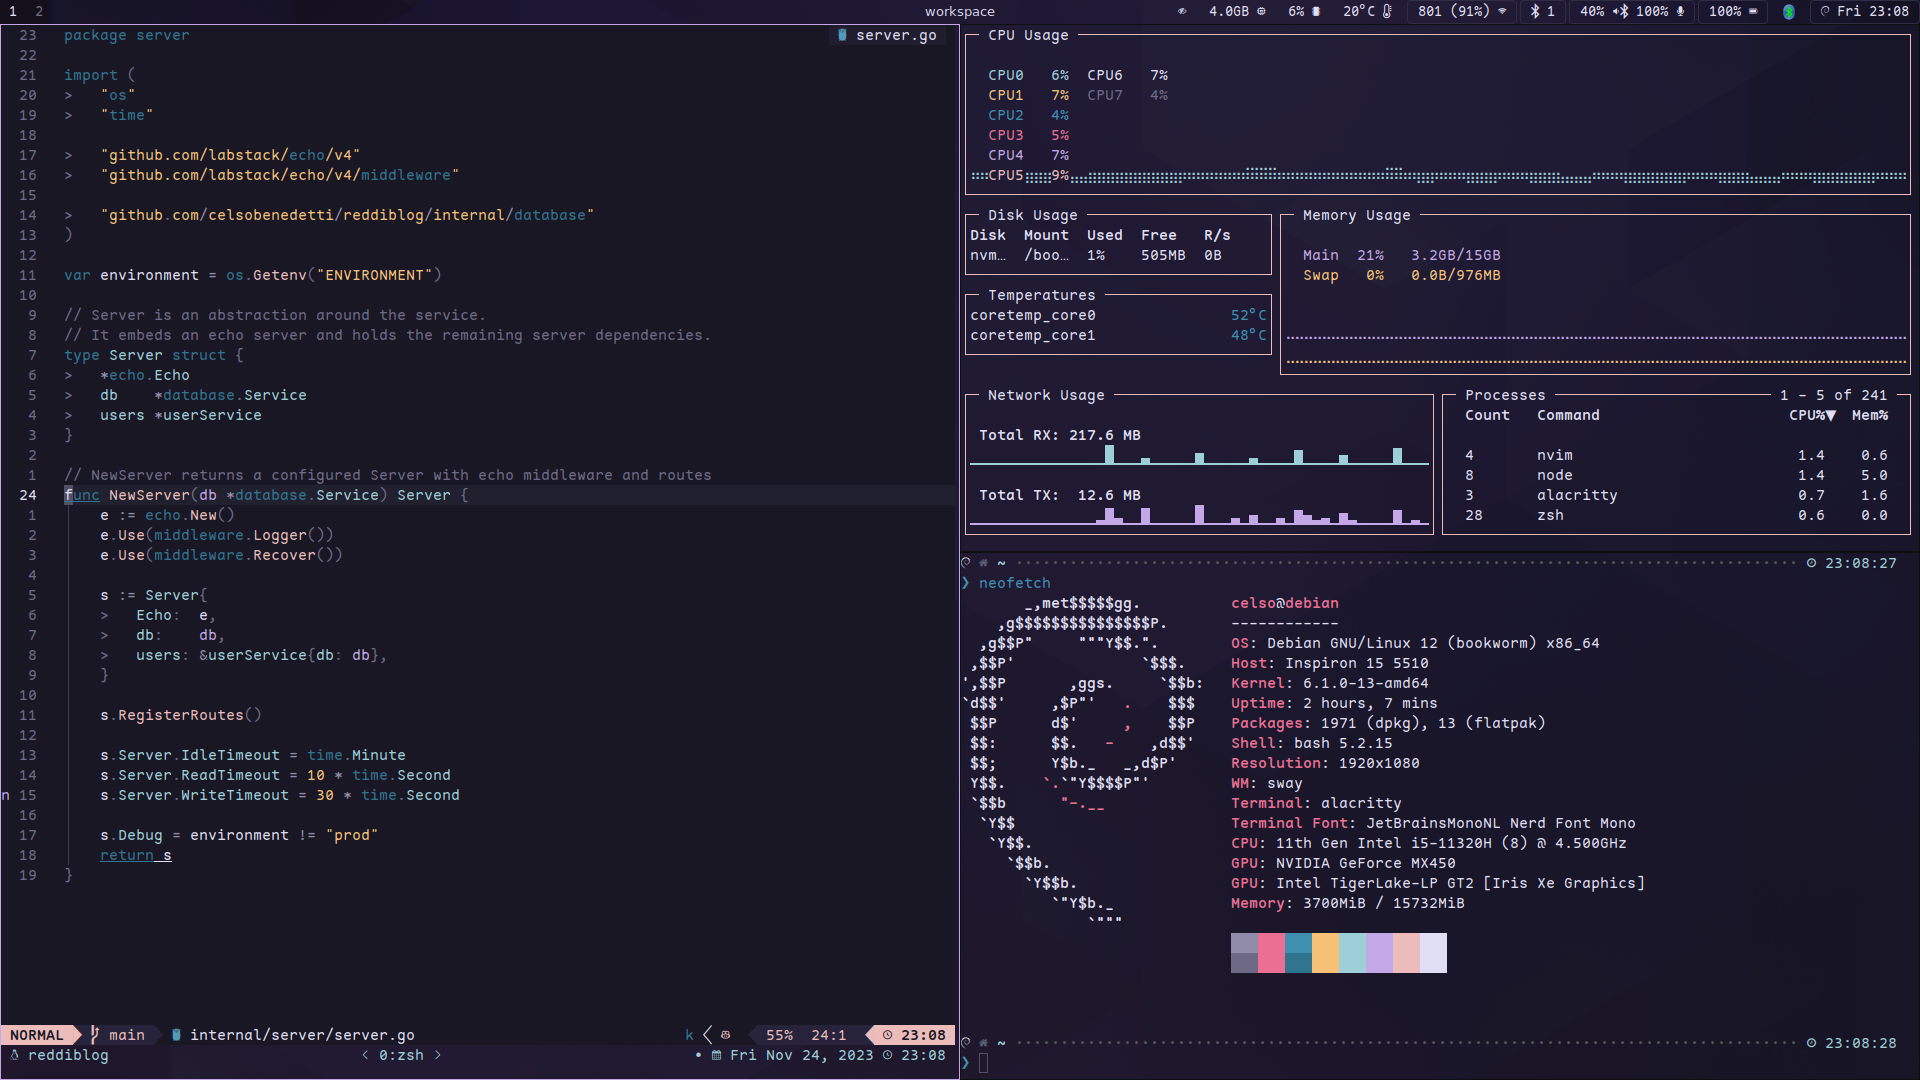 1 2 workspace 4.0GB 6% 20°C 801 (91%) 1 40% 100% 100% Fri 23:08
23 package server server.go
22
21 import (
20 > "os"
19 > "time"
18
17 > "github.com/labstack/echo/v4"
16 > "github.com/labstack/echo/v4/middleware"
15
14 > "github.com/celsobenedetti/reddiblog/internal/database"
13 )
12
11 var environment = os.Getenv("ENVIRONMENT")
10
9 // Server is an abstraction around the service.
8 // It embeds an echo server and holds the remaining server dependencies.
7 type Server struct {
6 > *echo.Echo
5 > db *database.Service
4 > users *userService
3 }
2
1 // NewServer returns a configured Server with echo middleware and routes
24 func NewServer(db *database.Service) Server {
1 e := echo.New()
2 e.Use(middleware.Logger())
3 e.Use(middleware.Recover())
4
5 s := Server{
6 > Echo: e,
7 > db: db,
8 > users: &userService{db: db},
9 }
10
11 s.RegisterRoutes()
12
13 s.Server.IdleTimeout = time.Minute
14 s.Server.ReadTimeout = 10 * time.Second
n 15 s.Server.WriteTimeout = 30 * time.Second
16
17 s.Debug = environment != "prod"
18 return s
19 }
NORMAL main internal/server/server.go k 55% 24:1 23:08
reddiblog < 0:zsh > • Fri Nov 24, 2023 23:08
CPU Usage
CPU0 6% CPU6 7%
CPU1 7% CPU7 4%
CPU2 4%
CPU3 5%
CPU4 7%
CPU5 9%
Disk Usage
Disk Mount Used Free R/s
nvm… /boo… 1% 505MB 0B
Memory Usage
Main 21% 3.2GB/15GB
Swap 0% 0.0B/976MB
Temperatures
coretemp_core0 52°C
coretemp_core1 48°C
Network Usage
Total RX: 217.6 MB
Total TX: 12.6 MB
Processes 1 - 5 of 241
Count Command CPU%▼ Mem%
4 nvim 1.4 0.6
8 node 1.4 5.0
3 alacritty 0.7 1.6
28 zsh 0.6 0.0
~ 23:08:27
❯ neofetch
_,met$$$$$gg. celso@debian
,g$$$$$$$$$$$$$$$P. ------------
,g$$P" """Y$$.". OS: Debian GNU/Linux 12 (bookworm) x86_64
,$$P' `$$$. Host: Inspiron 15 5510
',$$P ,ggs. `$$b: Kernel: 6.1.0-13-amd64
`d$$' ,$P"' . $$$ Uptime: 2 hours, 7 mins
$$P d$' , $$P Packages: 1971 (dpkg), 13 (flatpak)
$$: $$. - ,d$$' Shell: bash 5.2.15
$$; Y$b._ _,d$P' Resolution: 1920x1080
Y$$. `.`"Y$$$$P"' WM: sway
`$$b "-.__ Terminal: alacritty
`Y$$ Terminal Font: JetBrainsMonoNL Nerd Font Mono
`Y$$. CPU: 11th Gen Intel i5-11320H (8) @ 4.500GHz
`$$b. GPU: NVIDIA GeForce MX450
`Y$$b. GPU: Intel TigerLake-LP GT2 [Iris Xe Graphics]
`"Y$b._ Memory: 3700MiB / 15732MiB
`"""
~ 23:08:28
❯